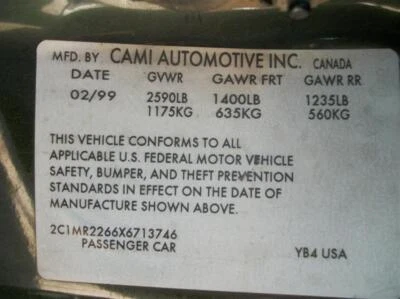 MFD. BY CAMI AUTOMOTIVE INC. CANADA
DATE GVWR GAWR FRT GAWR RR
02/99 2590LB 1400LB 1235LB
1175KG 635KG 560KG
THIS VEHICLE CONFORMS TO ALL
APPLICABLE U.S. FEDERAL MOTOR VEHICLE
SAFETY, BUMPER, AND THEFT PREVENTION
STANDARDS IN EFFECT ON THE DATE OF
MANUFACTURE SHOWN ABOVE.
2C1MR2266X6713746
PASSENGER CAR YB4 USA